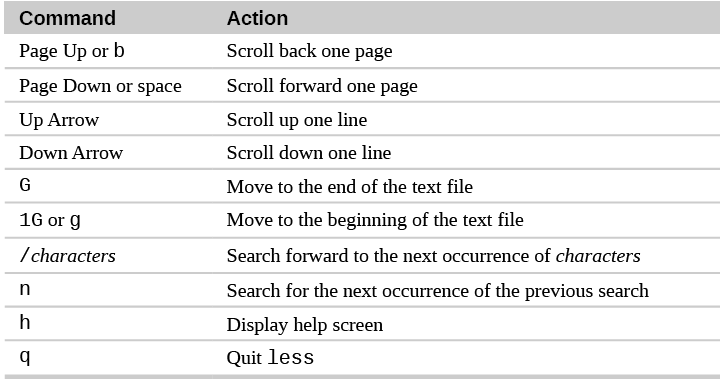 Command Action
Page Up or b Scroll back one page
Page Down or space Scroll forward one page
Up Arrow Scroll up one line
Down Arrow Scroll down one line
G Move to the end of the text file
1G or g Move to the beginning of the text file
/characters Search forward to the next occurrence of characters
n Search for the next occurrence of the previous search
h Display help screen
q Quit less